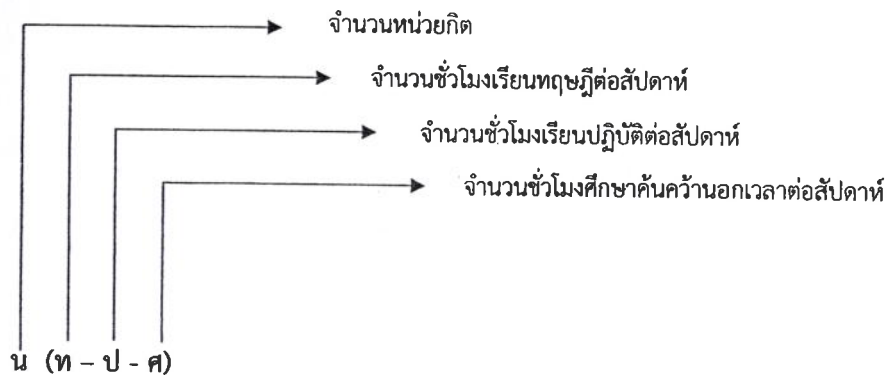 จำนวนหน่วยกิต
จำนวนชั่วโมงเรียนทฤษฎีต่อสัปดาห์
จำนวนชั่วโมงเรียนปฏิบัติต่อสัปดาห์
จำนวนชั่วโมงศึกษาค้นคว้านอกเวลาต่อสัปดาห์
น (ท – ป - ศ)